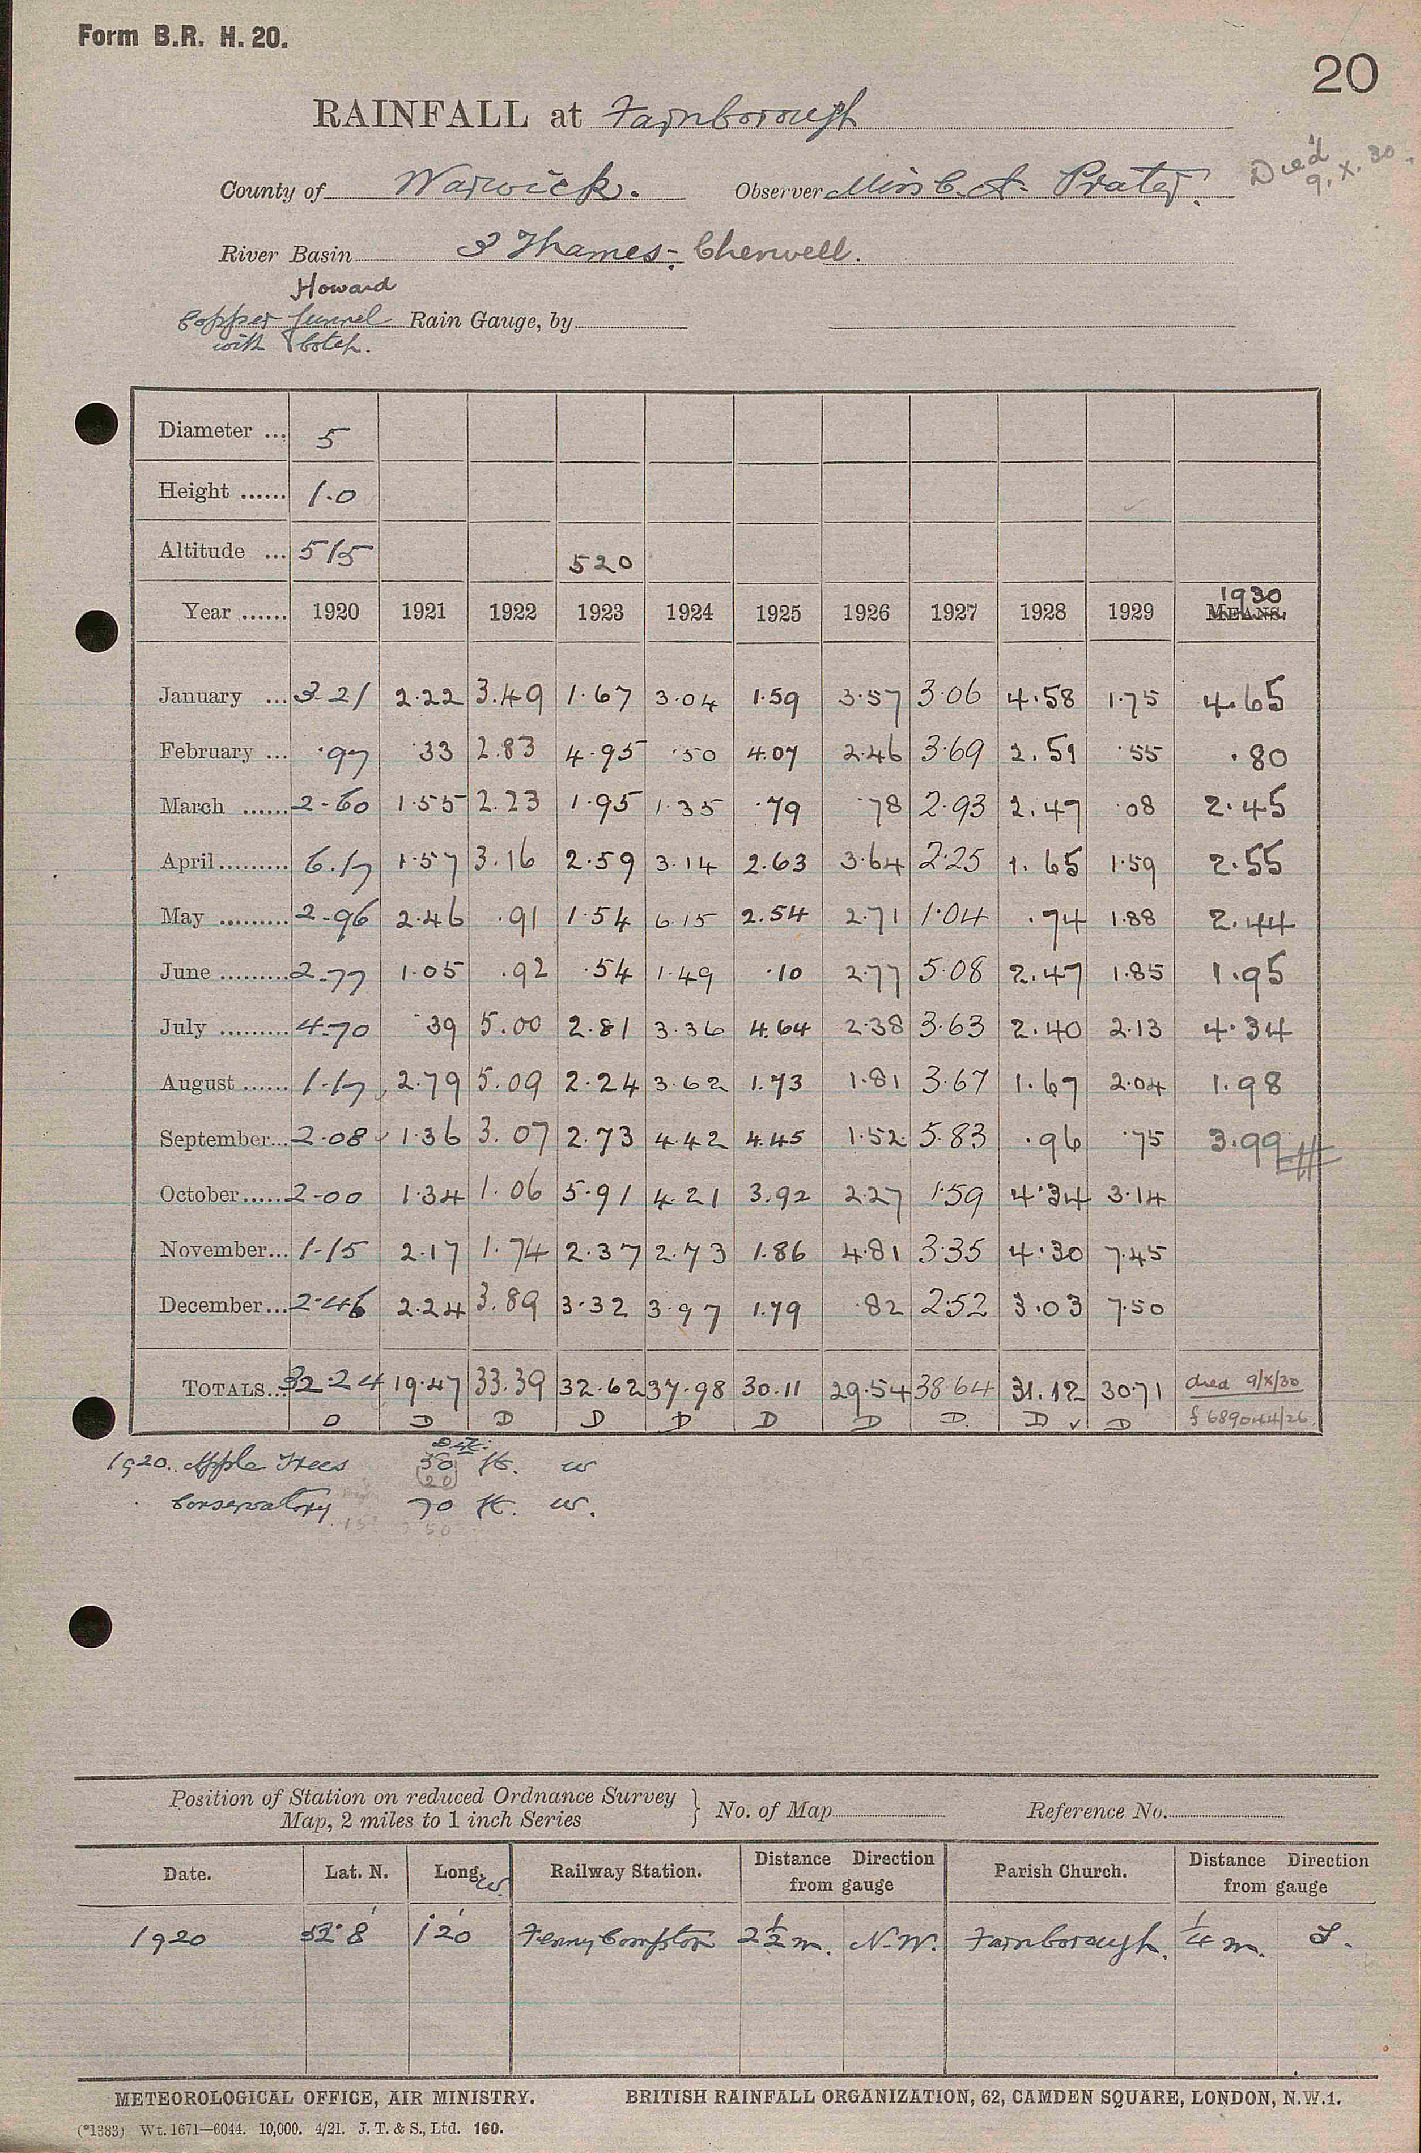 Form B.R. H. 20.
20
RAINFALL at Farnborough
Died 9.X.30.
County of Warwick. Observer Miss C. A. Prater.
River Basin 3 Thames - Cherwell.
Howard
Copper funnel Rain Gauge, by
with
Diameter ... 5
Height ...... 1.0
Altitude ... 515 520
1930
Year ...... 1920 1921 1922 1923 1924 1925 1926 1927 1928 1929 MEANS.
January ... 3.21 2.22 3.49 1.67 3.04 1.59 3.57 3.06 4.58 1.75 4.65
February ... .97 .33 2.83 4.95 .50 4.07 2.46 3.69 2.51 .55 .80
March ...... 2.60 1.55 2.23 1.95 1.35 .79 .78 2.93 2.47 .08 2.45
April ......... 6.17 1.57 3.16 2.59 3.14 2.63 3.64 2.25 1.65 1.59 2.55
May ......... 2.96 2.46 .91 1.54 6.15 2.54 2.71 1.04 .74 1.88 2.44
June ......... 2.77 1.05 .92 .54 1.49 .10 2.77 5.08 2.47 1.85 1.95
July ......... 4.70 .39 5.00 2.81 3.36 4.64 2.38 3.63 2.40 2.13 4.34
August ...... 1.17 2.79 5.09 2.24 3.62 1.73 1.81 3.67 1.67 2.04 1.98
September... 2.08 1.36 3.07 2.73 4.42 4.45 1.52 5.83 .96 .75 3.99
October ...... 2.00 1.34 1.06 5.91 4.21 3.92 2.27 1.59 4.34 3.14
November... 1.15 2.17 1.74 2.37 2.73 1.86 4.81 3.35 4.30 7.45
December... 2.46 2.24 3.89 3.32 3.97 1.79 .82 2.52 3.03 7.50
TOTALS... 32.24 19.47 33.39 32.62 37.98 30.11 29.54 38.64 31.12 30.71 died 9/X/30
D D D D D D D D. D v D
1920. Apple Trees 30 ft. W
Conservatory 70 ft. W.
Position of Station on reduced Ordnance Survey
Map, 2 miles to 1 inch Series } No. of Map Reference No.
Date. Lat. N. Long. W. Railway Station. Distance Direction from gauge Parish Church. Distance Direction from gauge
1920 52° 8' 1° 20' Fenny Compton 2½ m. N.W. Farnborough. ¼ m.
METEOROLOGICAL OFFICE, AIR MINISTRY. BRITISH RAINFALL ORGANIZATION, 62, CAMDEN SQUARE, LONDON, N.W.1.
(*1383) Wt. 1671—6044. 10,000. 4/21. J. T. & S., Ltd. 160.